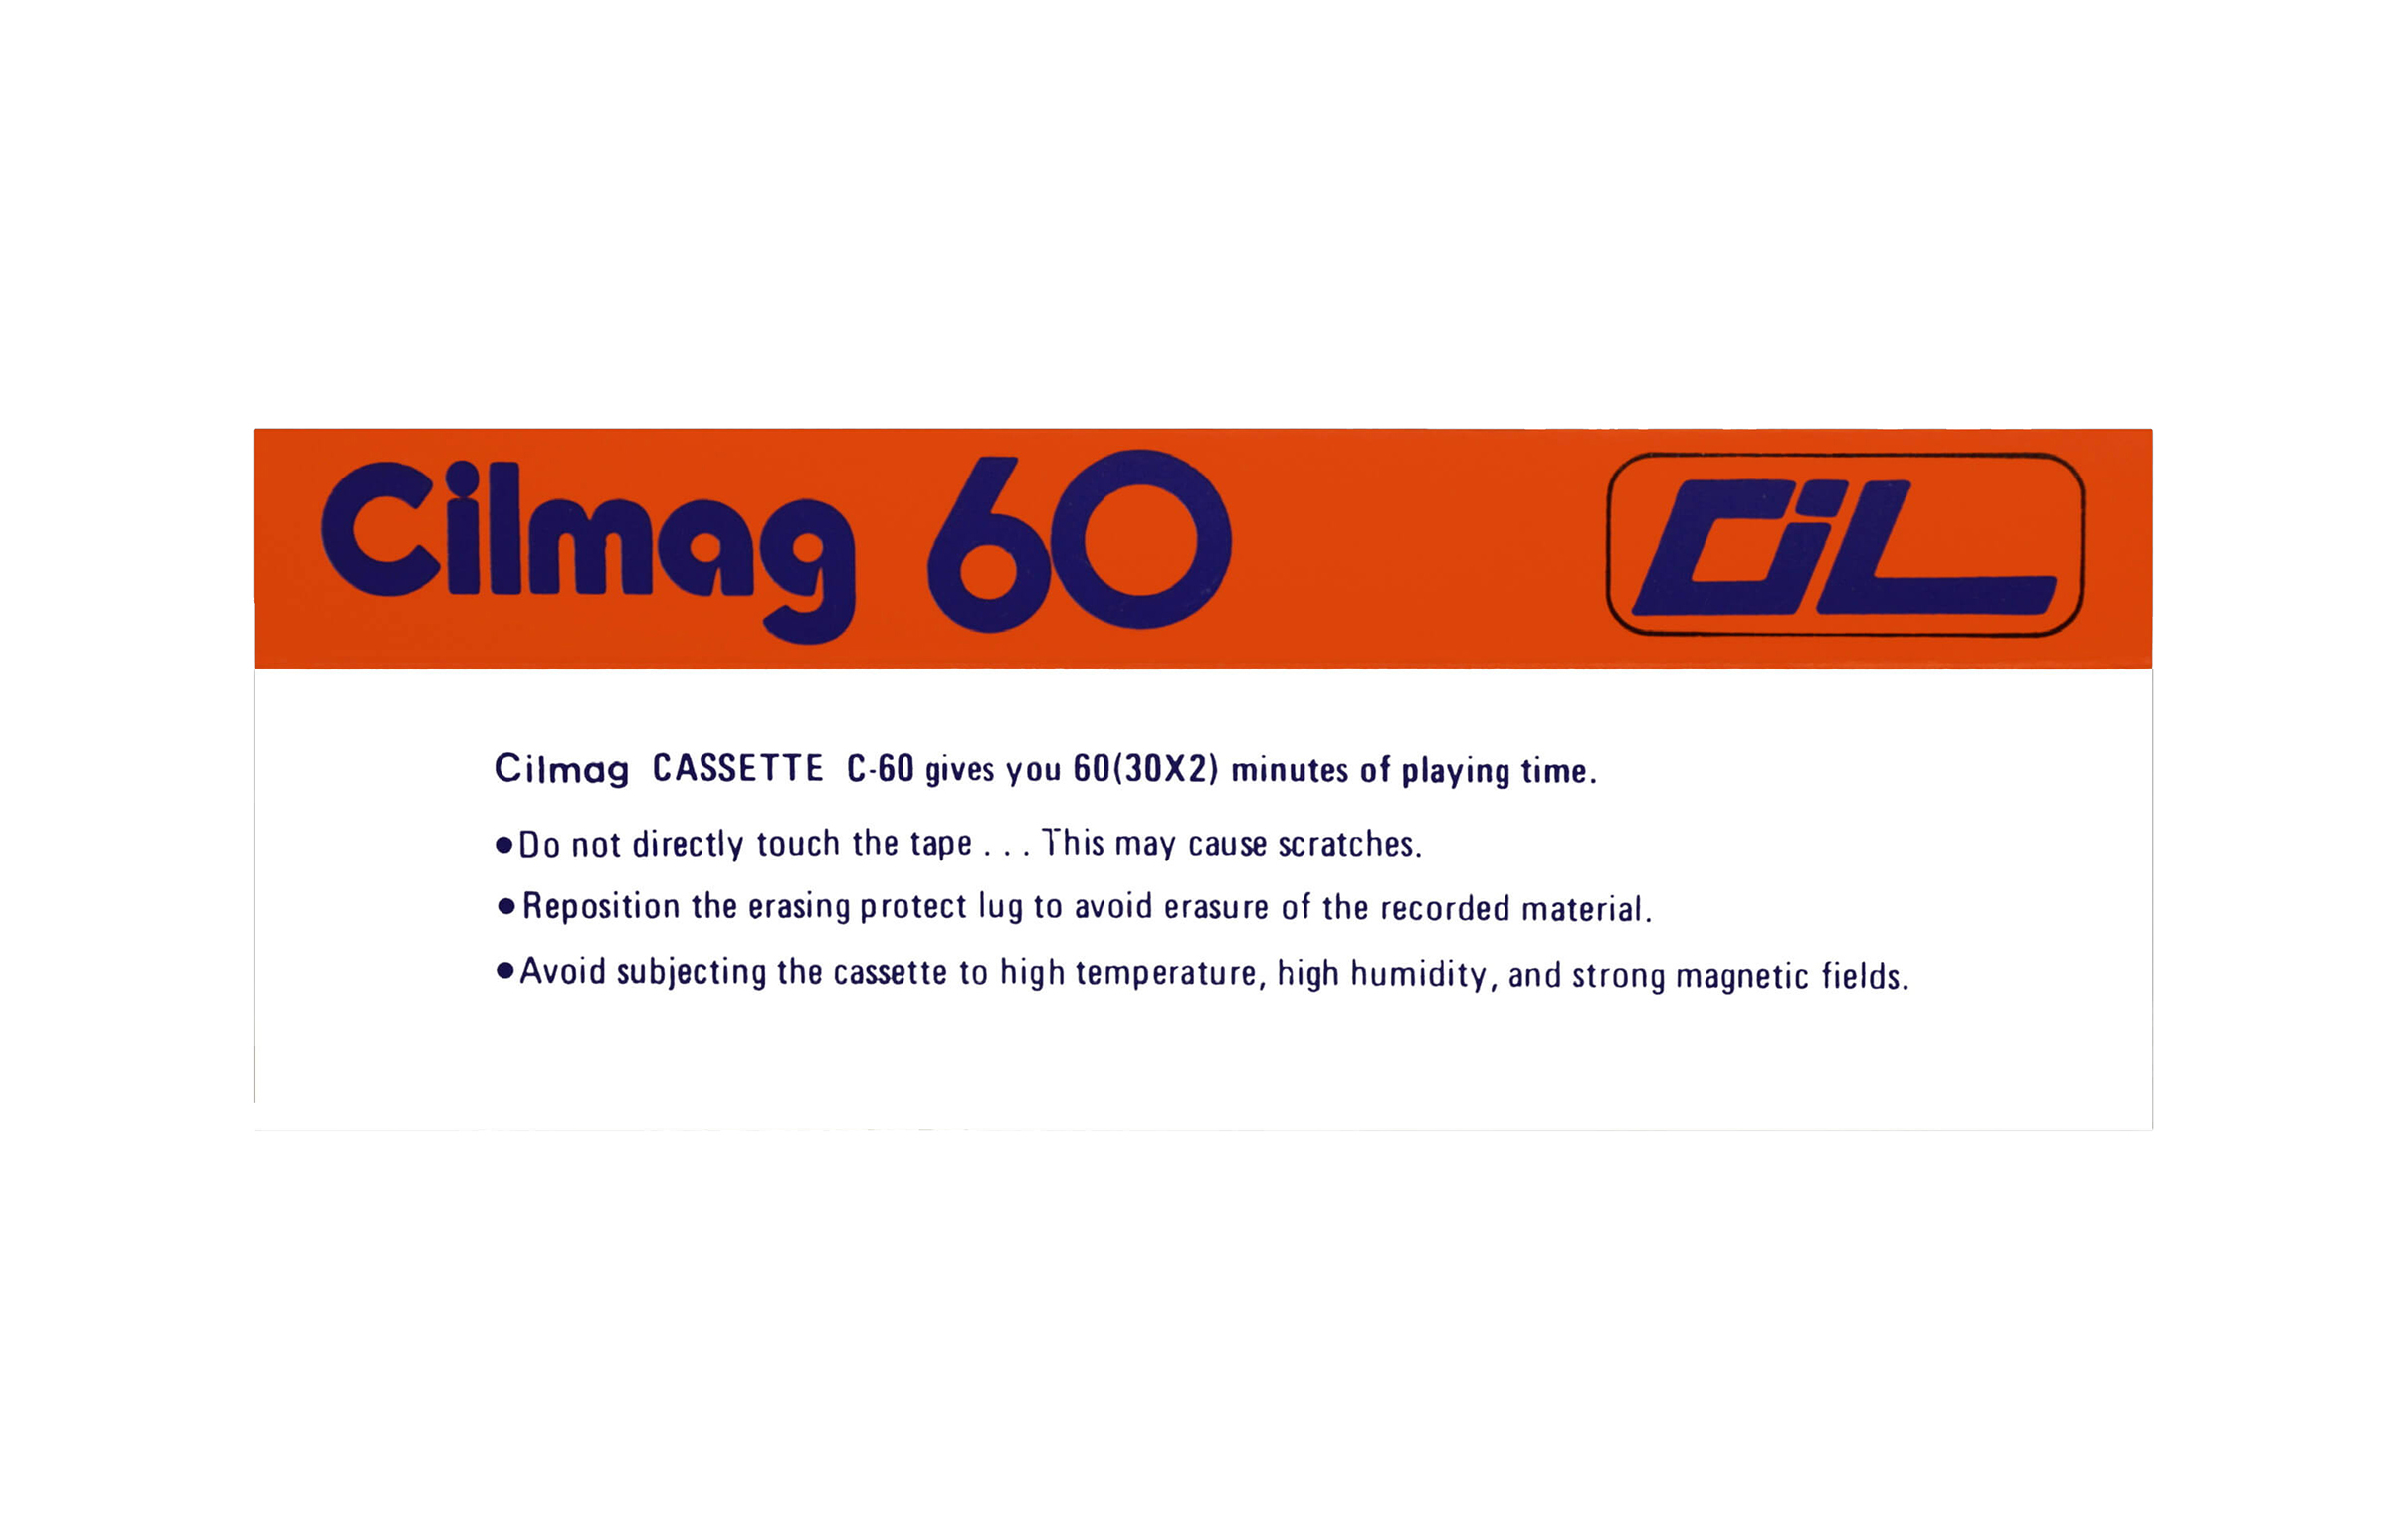 Cilmag 60
CiL
Cilmag CASSETTE C-60 gives you 60(30X2) minutes of playing time.
●Do not directly touch the tape . . . This may cause scratches.
●Reposition the erasing protect lug to avoid erasure of the recorded material.
●Avoid subjecting the cassette to high temperature, high humidity, and strong magnetic fields.